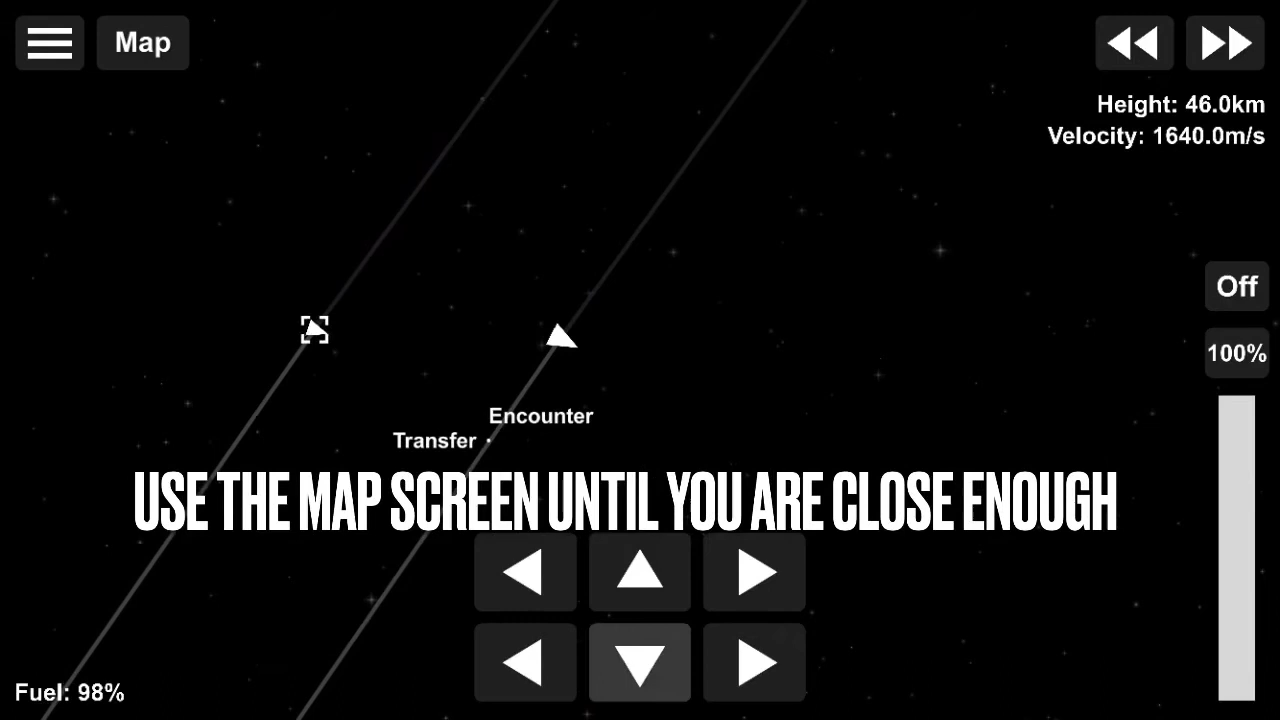 Map
Height: 46.0km
Velocity: 1640.0m/s
Off
100%
Encounter
Transfer
USE THE MAP SCREEN UNTIL YOU ARE CLOSE ENOUGH
Fuel: 98%